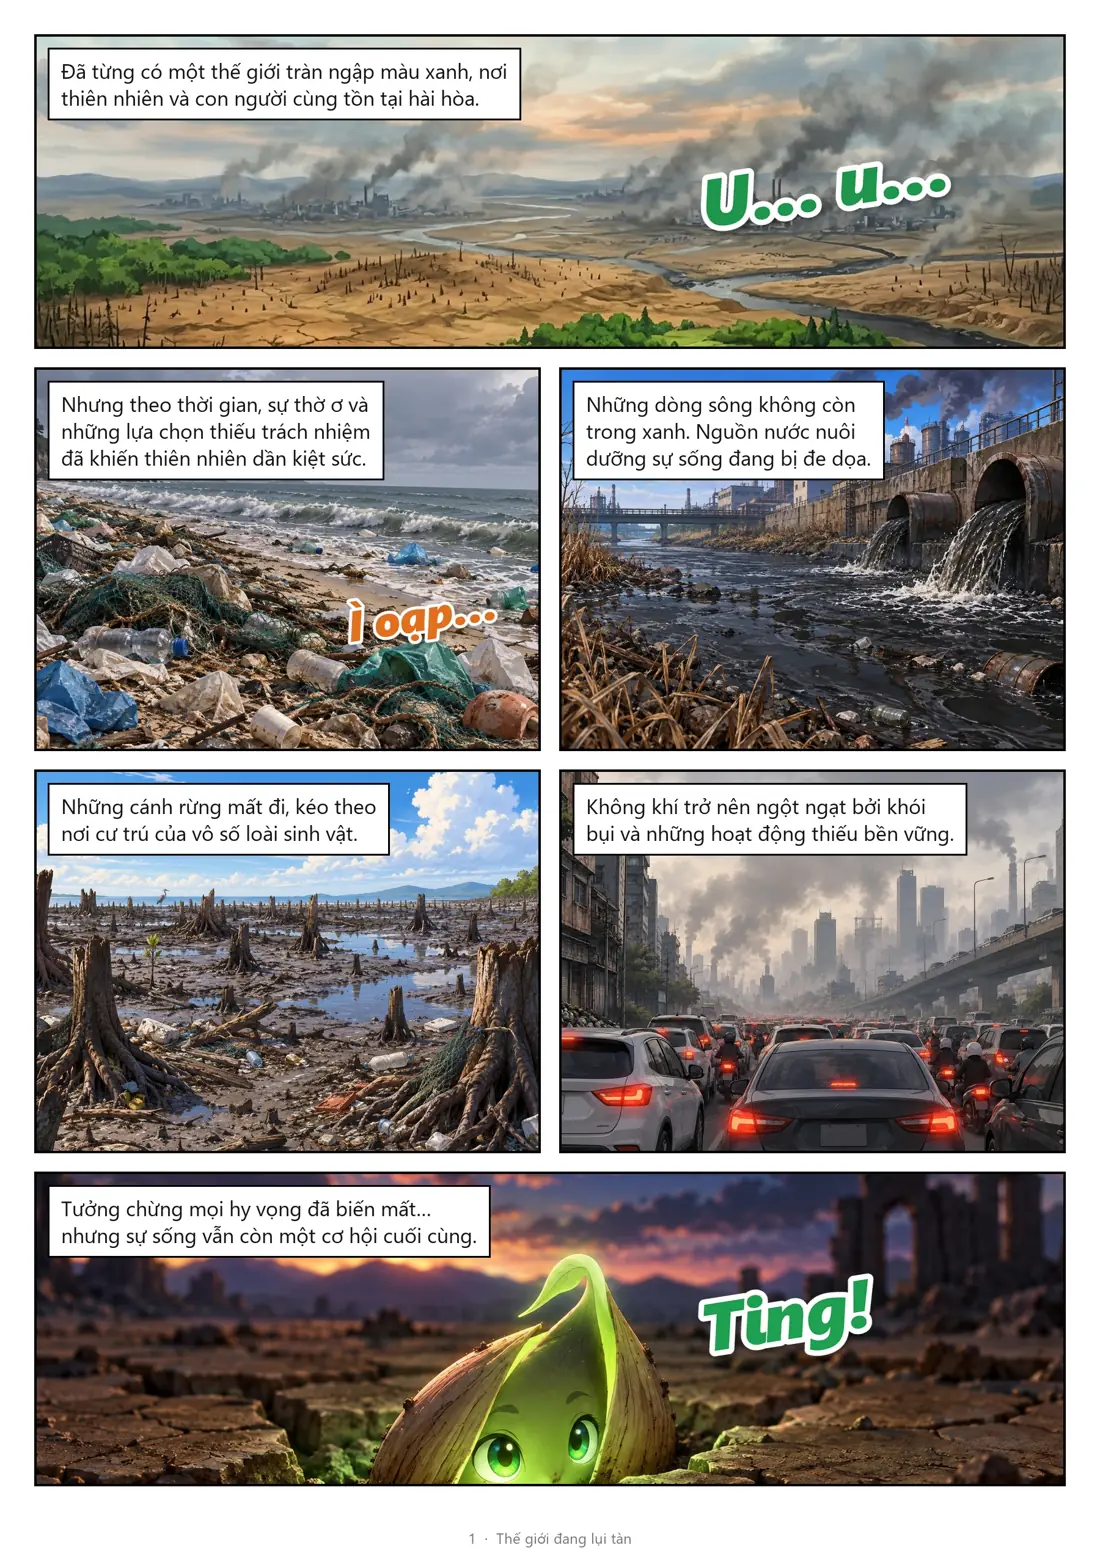 Đã từng có một thế giới tràn ngập màu xanh, nơi
thiên nhiên và con người cùng tồn tại hài hòa.
U... u...
Nhưng theo thời gian, sự thờ ơ và
những lựa chọn thiếu trách nhiệm
đã khiến thiên nhiên dần kiệt sức.
Ì oạp...
Những dòng sông không còn
trong xanh. Nguồn nước nuôi
dưỡng sự sống đang bị đe dọa.
Những cánh rừng mất đi, kéo theo
nơi cư trú của vô số loài sinh vật.
Không khí trở nên ngột ngạt bởi khói
bụi và những hoạt động thiếu bền vững.
Tưởng chừng mọi hy vọng đã biến mất...
nhưng sự sống vẫn còn một cơ hội cuối cùng.
Ting!
1 · Thế giới đang lụi tàn